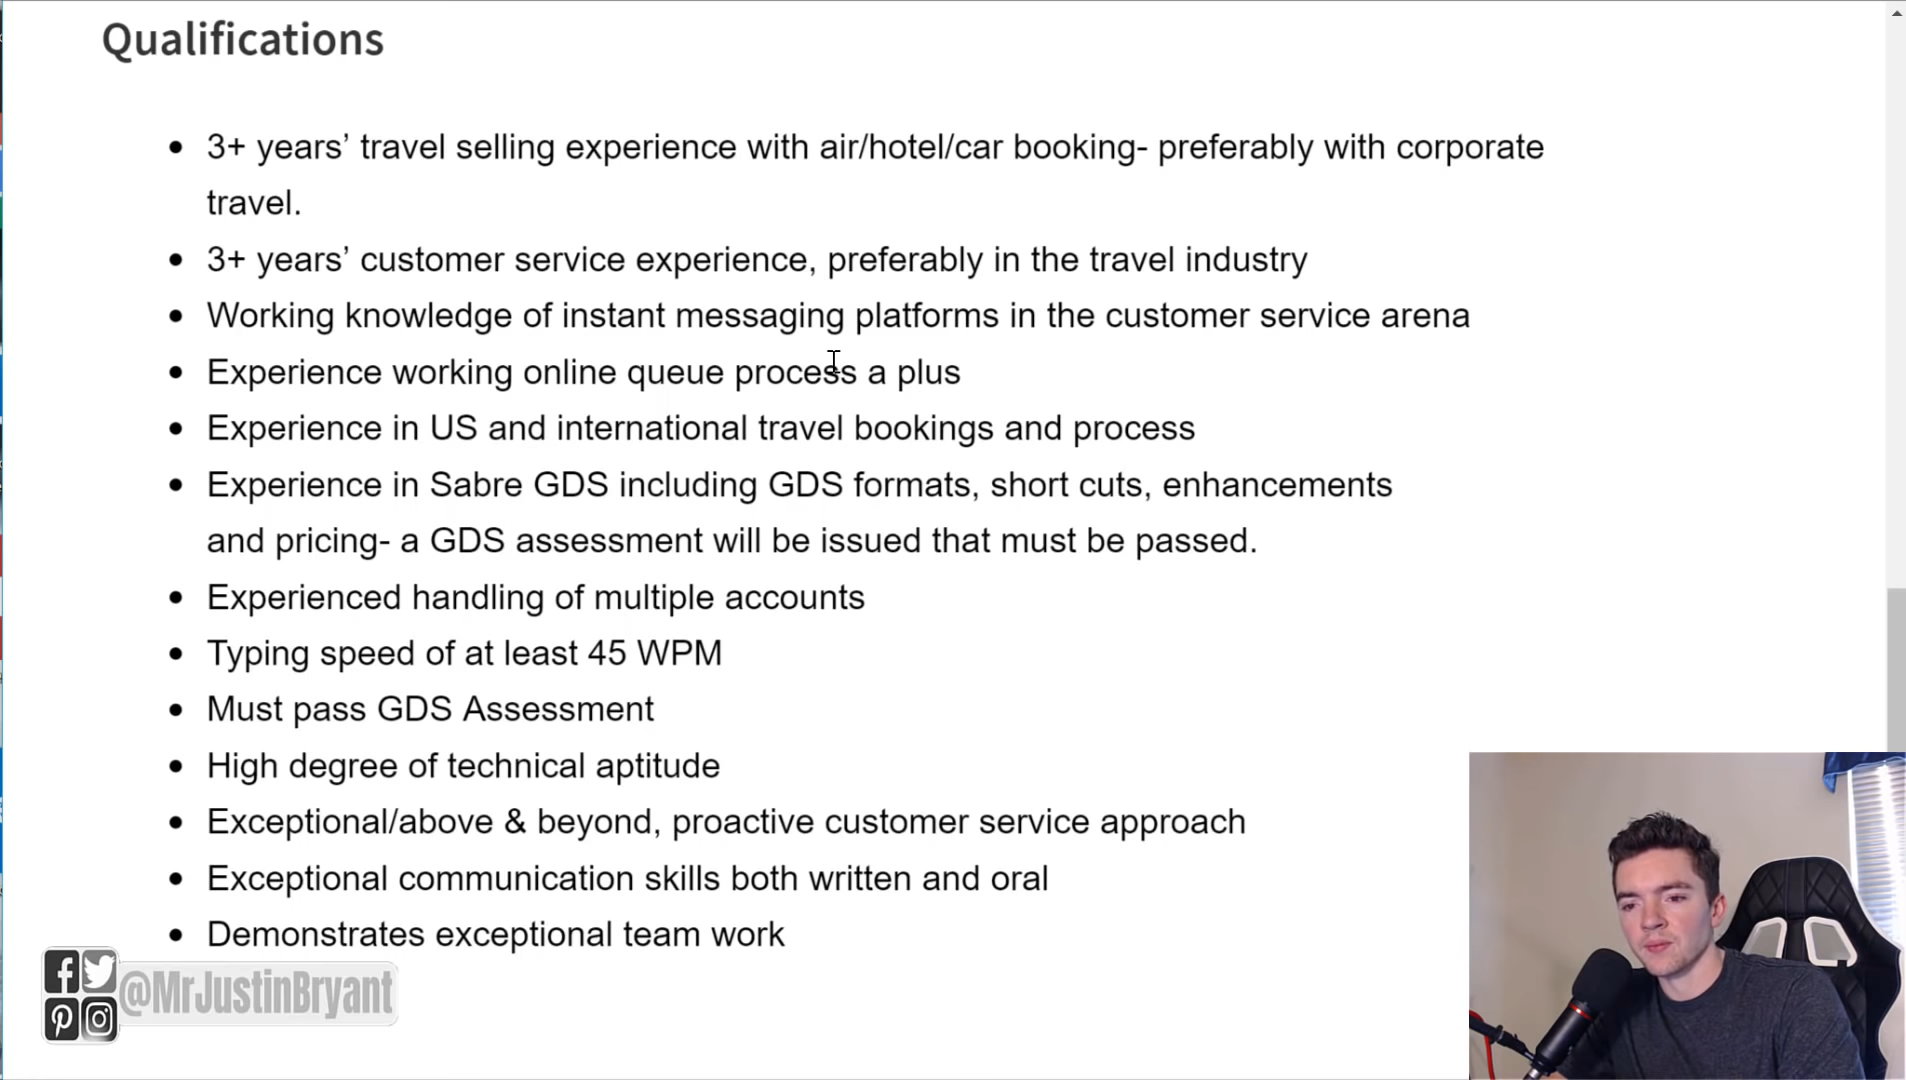 Qualifications
• 3+ years’ travel selling experience with air/hotel/car booking- preferably with corporate
travel.
• 3+ years’ customer service experience, preferably in the travel industry
• Working knowledge of instant messaging platforms in the customer service arena
• Experience working online queue process a plus
• Experience in US and international travel bookings and process
• Experience in Sabre GDS including GDS formats, short cuts, enhancements
and pricing- a GDS assessment will be issued that must be passed.
• Experienced handling of multiple accounts
• Typing speed of at least 45 WPM
• Must pass GDS Assessment
• High degree of technical aptitude
• Exceptional/above & beyond, proactive customer service approach
• Exceptional communication skills both written and oral
• Demonstrates exceptional team work
@MrJustinBryant